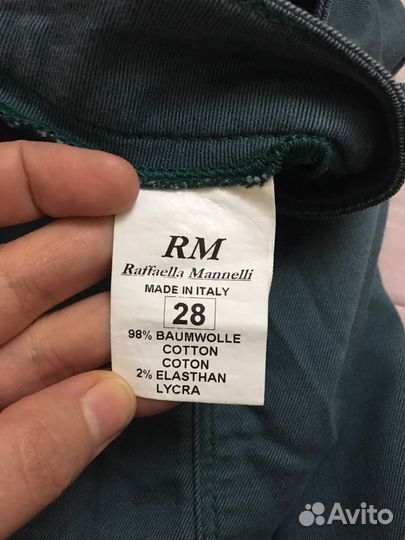 RM
Raffaella Mannelli
MADE IN ITALY
28
98% BAUMWOLLE
COTTON
COTON
2% ELASTHAN
LYCRA
Avito